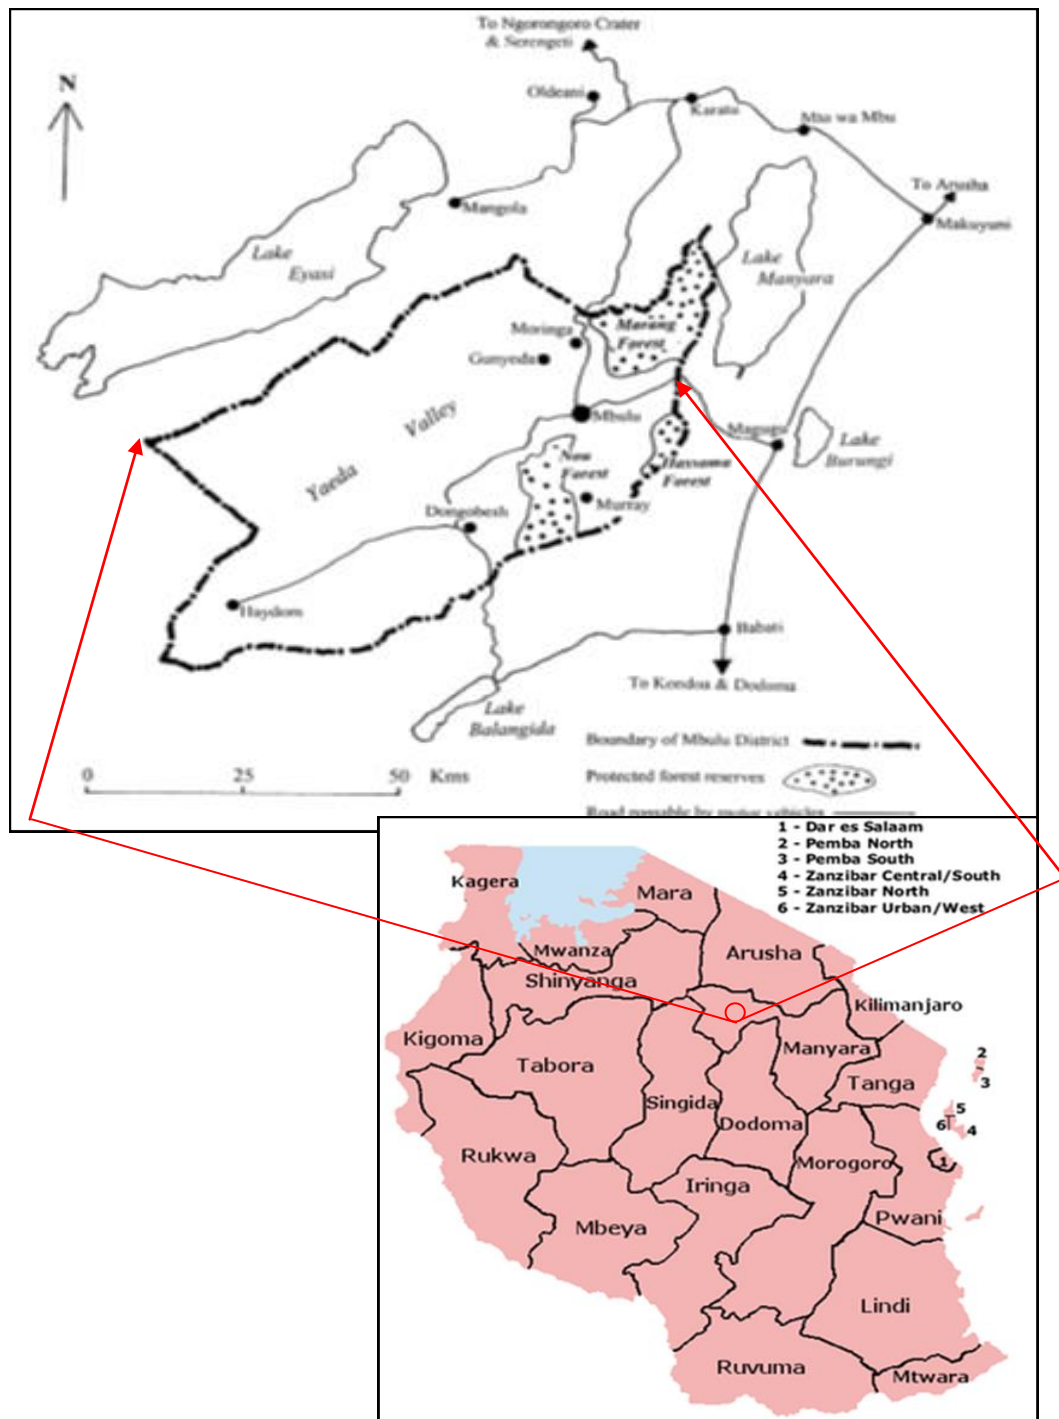 To Ngorongoro Crater
& Serengeti
N
Oldeani
Karatu
Mto wa Mbu
To Arusha
Mangola
Makuyuni
Lake
Eyasi
Lake
Manyara
Moringa
Marang
Forest
Gunyeda
Mbulu
Valley
Magugu
Lake
Burungi
Nou
Forest
Hassama
Forest
Yaeda
Dongobesh
Murray
Haydom
Babati
To Kondoa & Dodoma
Lake
Balangida
Boundary of Mbulu District
0 25 50 Kms
Protected forest reserves
Road passable by motor vehicles
1 - Dar es Salaam
2 - Pemba North
3 - Pemba South
4 - Zanzibar Central/South
5 - Zanzibar North
6 - Zanzibar Urban/West
Kagera
Mara
Mwanza
Arusha
Shinyanga
Kilimanjaro
Kigoma
Manyara
Tabora
Tanga
2
3
Singida
Dodoma
5
6
4
Rukwa
Morogoro
1
Iringa
Pwani
Mbeya
Lindi
Ruvuma
Mtwara